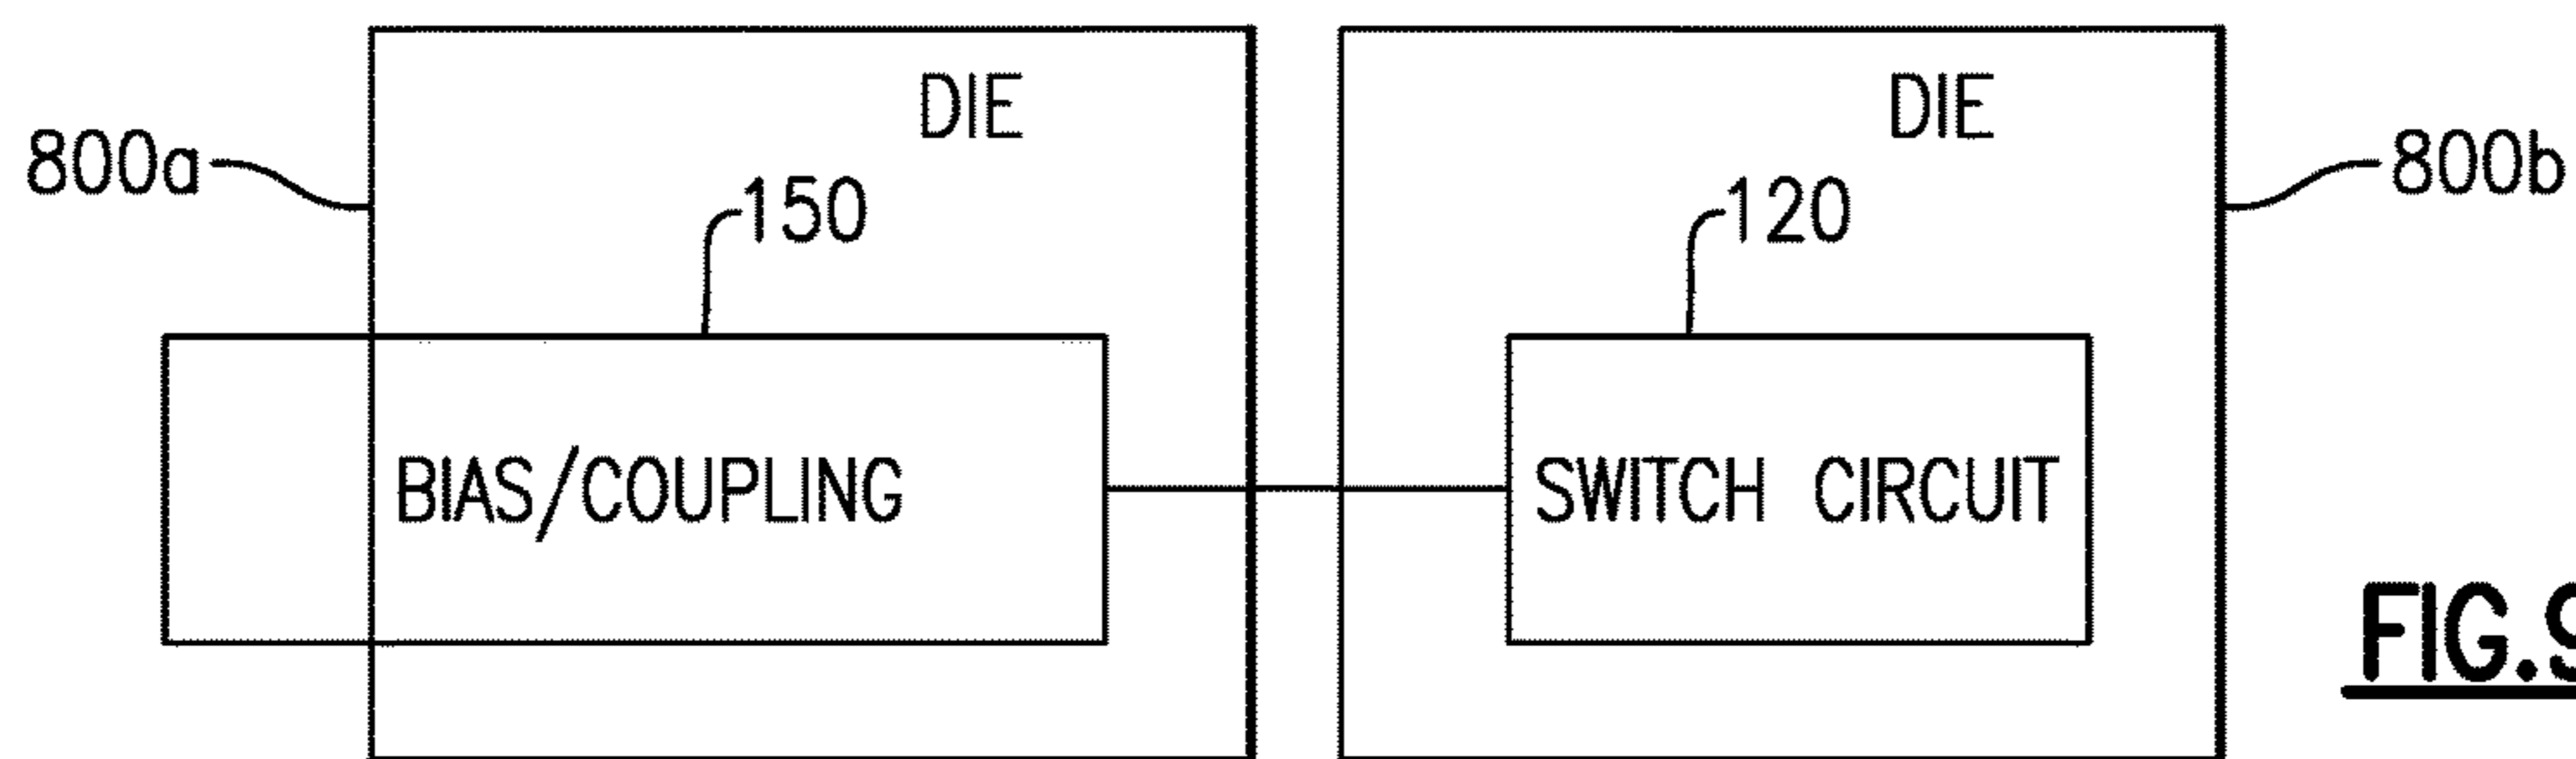 DIE
DIE
800a
800b
150
120
BIAS/COUPLING
SWITCH CIRCUIT